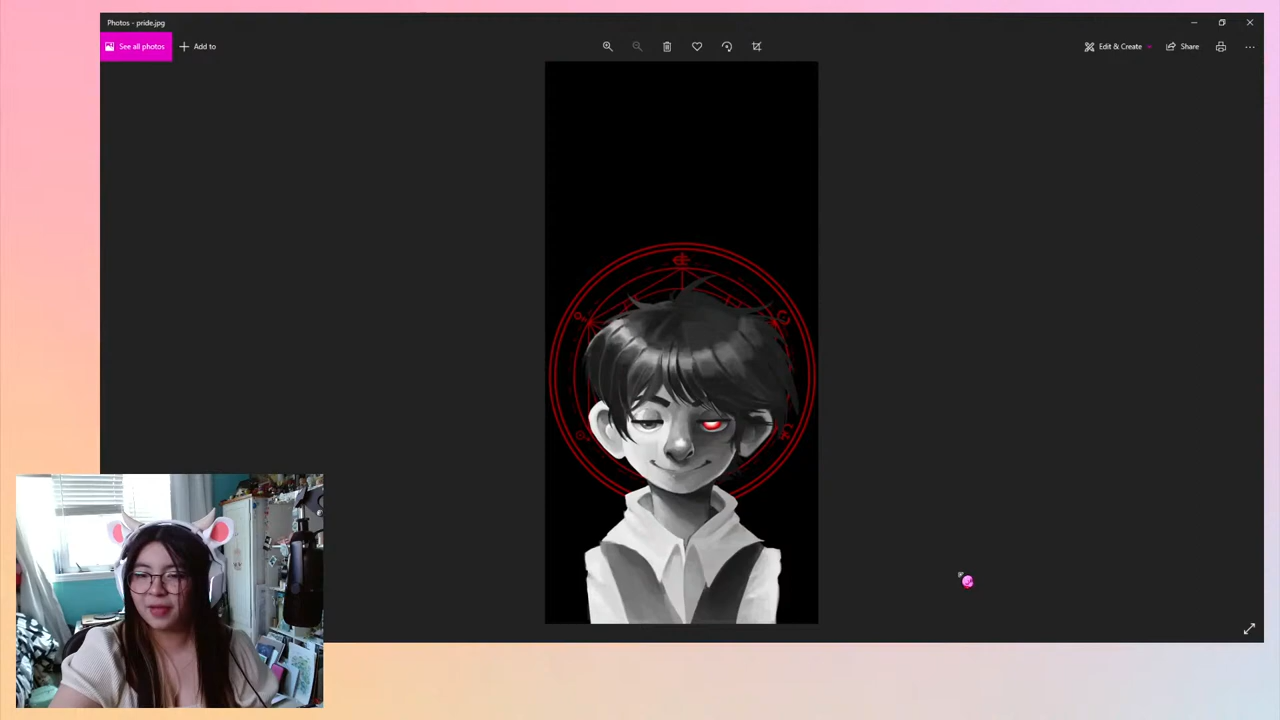 Photos - pride.jpg
See all photos
Add to
Edit & Create
Share